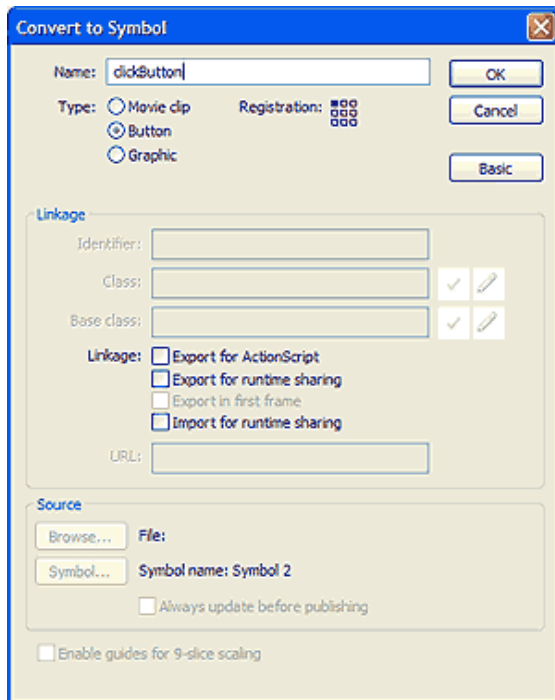 Convert to Symbol
Name: clickButton
OK
Type: Movie clip Registration:
Cancel
Button
Graphic
Basic
Linkage
Identifier:
Class:
Base class:
Linkage: Export for ActionScript
Export for runtime sharing
Export in first frame
Import for runtime sharing
URL:
Source
Browse... File:
Symbol... Symbol name: Symbol 2
Always update before publishing
Enable guides for 9-slice scaling